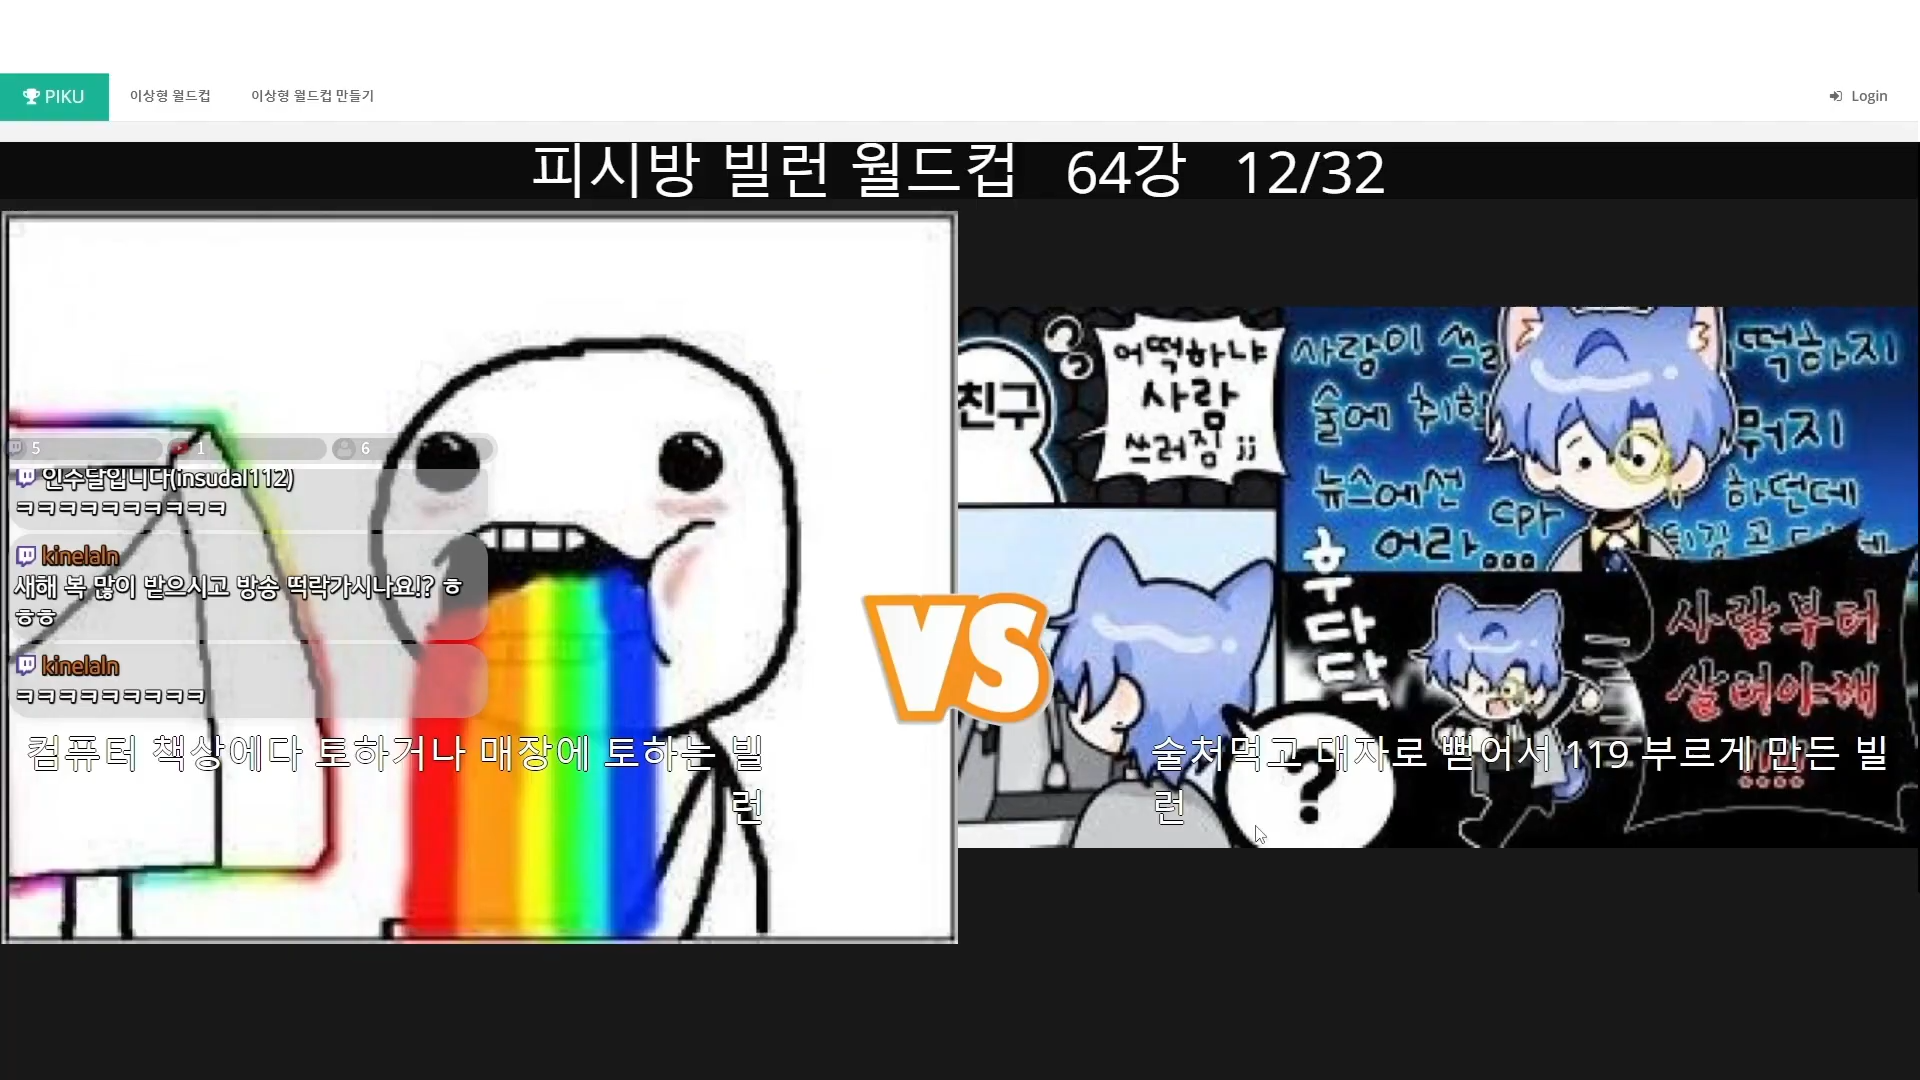 PIKU
이상형 월드컵
이상형 월드컵 만들기
Login
피시방 빌런 월드컵 64강 12/32
5
1
6
인수달입니다(insudal112)
ㅋㅋㅋㅋㅋㅋㅋㅋㅋㅋ
kinelaln
새해 복 많이 받으시고 방송 떡락가시나요!? ㅎ
ㅎㅎ
kinelaln
ㅋㅋㅋㅋㅋㅋㅋㅋㅋ
컴퓨터 책상에다 토하거나 매장에 토하는 빌
런
VS
친구
어떡하냐
사람
쓰러짐 ;;
사람이
떡하지
술에 취한
뭐지
뉴스에선
하던데
cpr
어라...
후다닥
사람부터
살려야해
!!!!
?
술처먹고 대자로 뻗어서 119 부르게 만든 빌
런